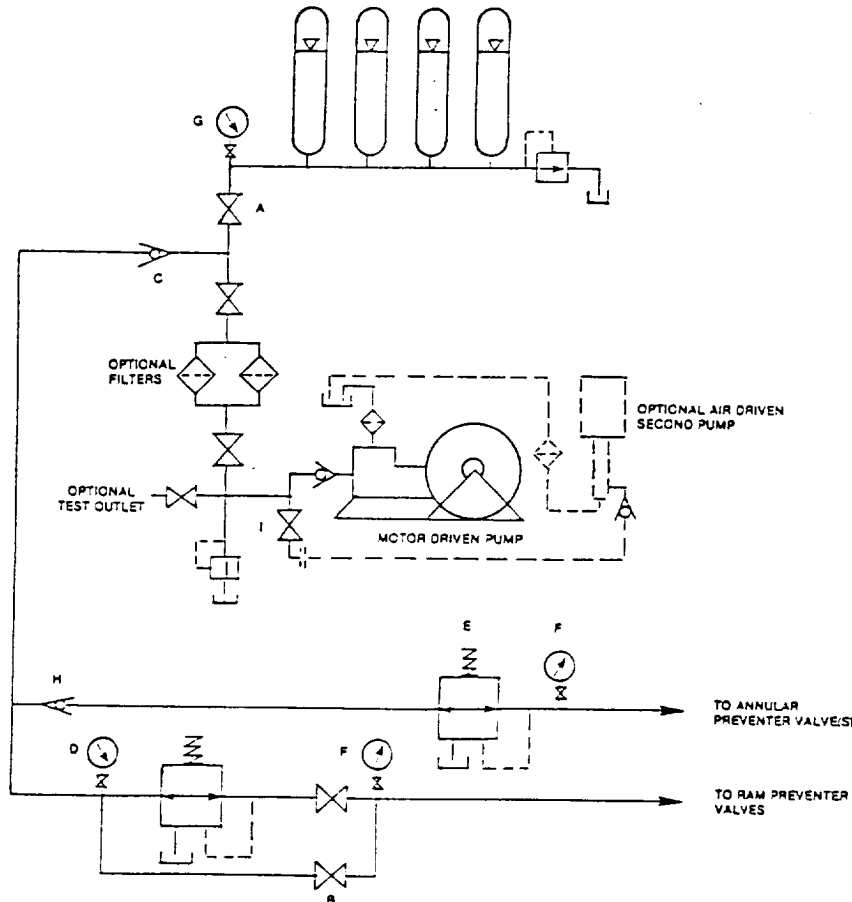 G
A
C
OPTIONAL
FILTERS
OPTIONAL AIR DRIVEN
SECOND PUMP
OPTIONAL
TEST OUTLET
I
MOTOR DRIVEN PUMP
E
F
H
TO ANNULAR
PREVENTER VALVE(S)
D
F
TO RAM PREVENTER
VALVES
B